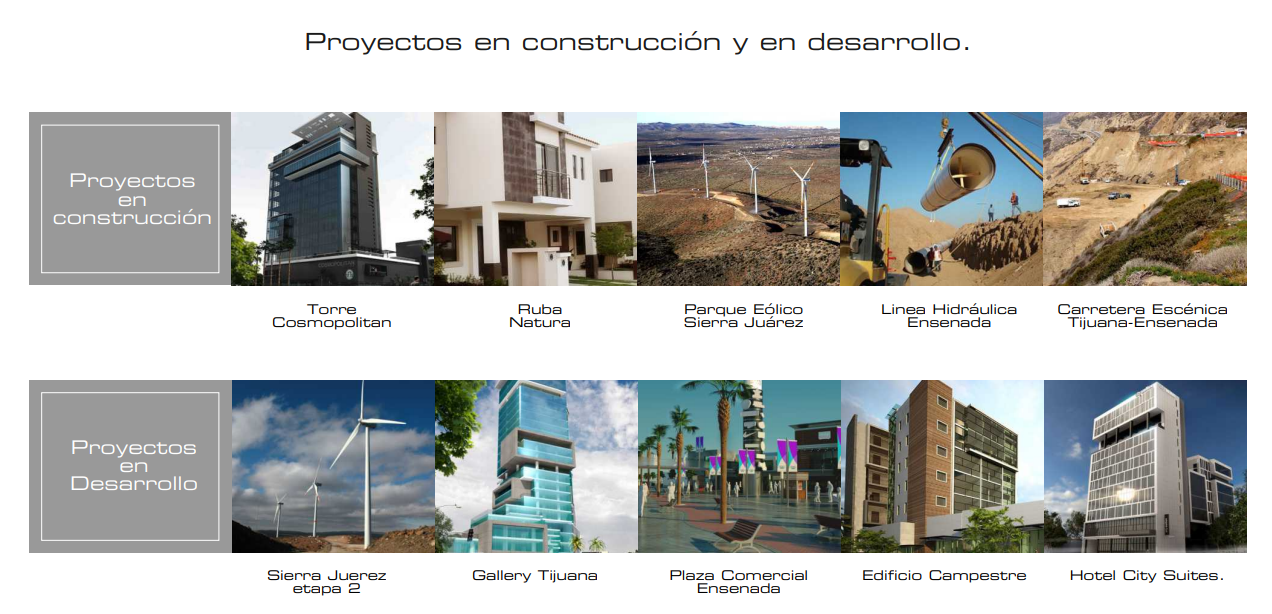 Proyectos en construcción y en desarrollo.
Proyectos
en
construcción
Torre
Cosmopolitan
Ruba
Natura
Parque Eólico
Sierra Juárez
Linea Hidráulica
Ensenada
Carretera Escénica
Tijuana-Ensenada
Proyectos
en
Desarrollo
Sierra Juerez
etapa 2
Gallery Tijuana
Plaza Comercial
Ensenada
Edificio Campestre
Hotel City Suites.